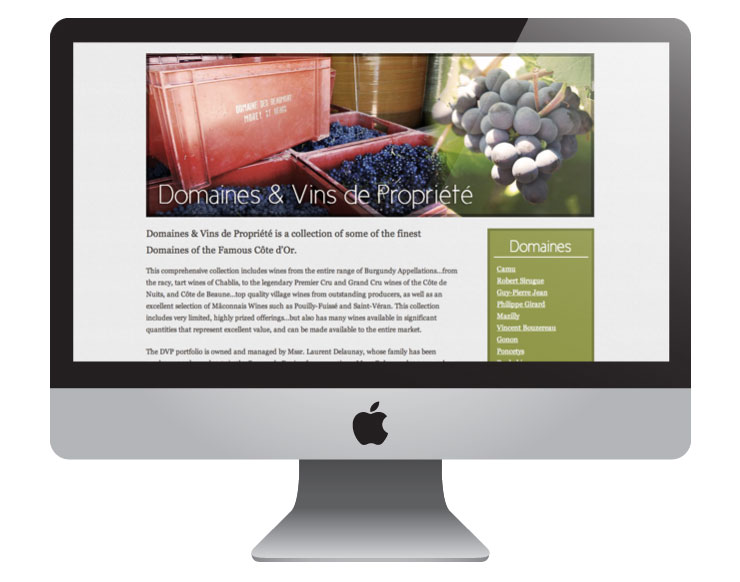 DOMAINE DES BEAUMONT
MOREY ST DENIS
Domaines & Vins de Propriété
Domaines & Vins de Propriété is a collection of some of the finest
Domaines of the Famous Côte d'Or.
This comprehensive collection includes wines from the entire range of Burgundy Appellations...from
the racy, tart wines of Chablis, to the legendary Premier Cru and Grand Cru wines of the Côte de
Nuits, and Côte de Beaune...top quality village wines from outstanding producers, as well as an
excellent selection of Mâconnais Wines such as Pouilly-Fuissé and Saint-Véran. This collection
includes very limited, highly prized offerings...but also has many wines available in significant
quantities that represent excellent value, and can be made available to the entire market.
The DVP portfolio is owned and managed by Mssr. Laurent Delaunay, whose family has been
Domaines
Camu
Robert Sirugue
Guy-Pierre Jean
Philippe Girard
Mazilly
Vincent Bouzereau
Gonon
Poncetys